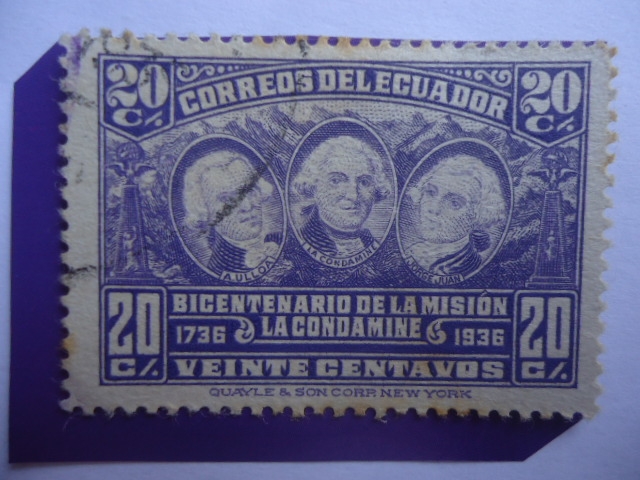 20 C/. CORREOS DEL ECUADOR 20 C/.
A. ULLOA
LA CONDAMINE
JORGE JUAN
20 C/.
BICENTENARIO DE LA MISIÓN
1736 LA CONDAMINE 1936
VEINTE CENTAVOS
20 C/.
QUAYLE & SON CORP. NEW YORK